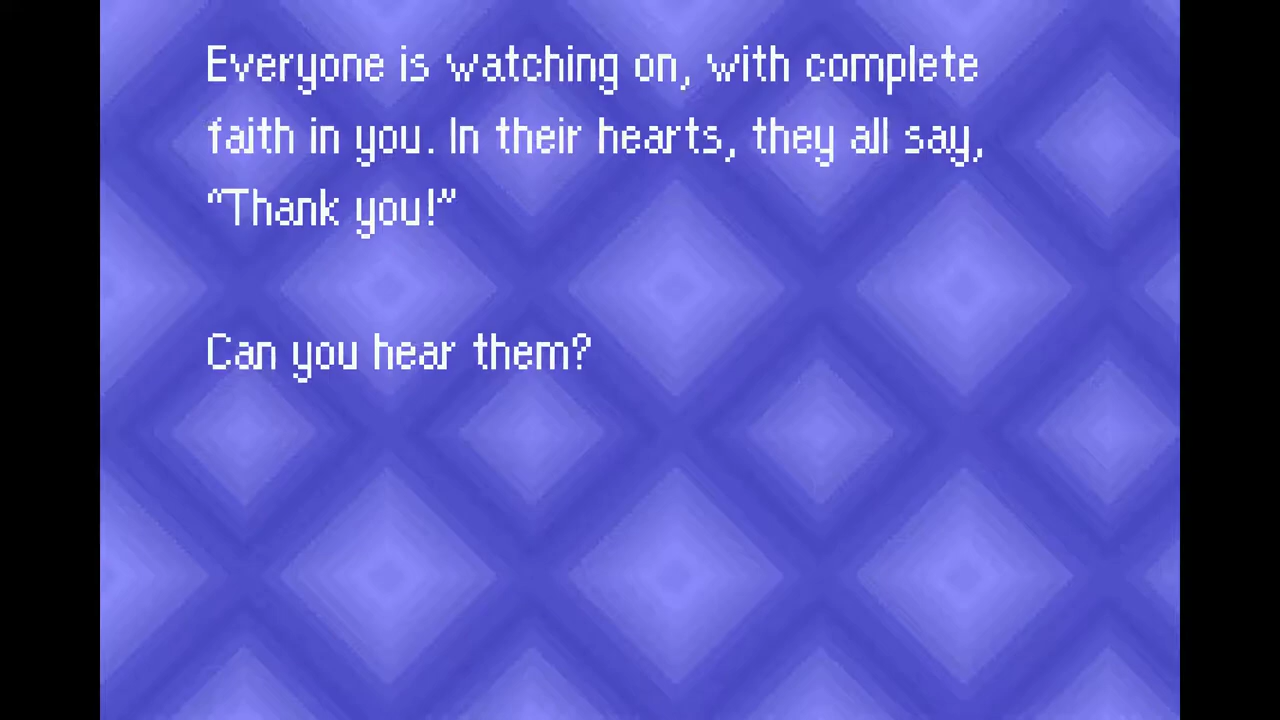 Everyone is watching on, with complete
faith in you. In their hearts, they all say,
“Thank you!”
Can you hear them?